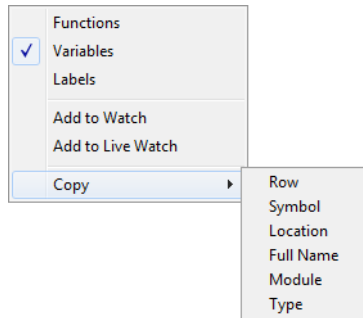 Functions
Variables
Labels
Add to Watch
Add to Live Watch
Copy
Row
Symbol
Location
Full Name
Module
Type